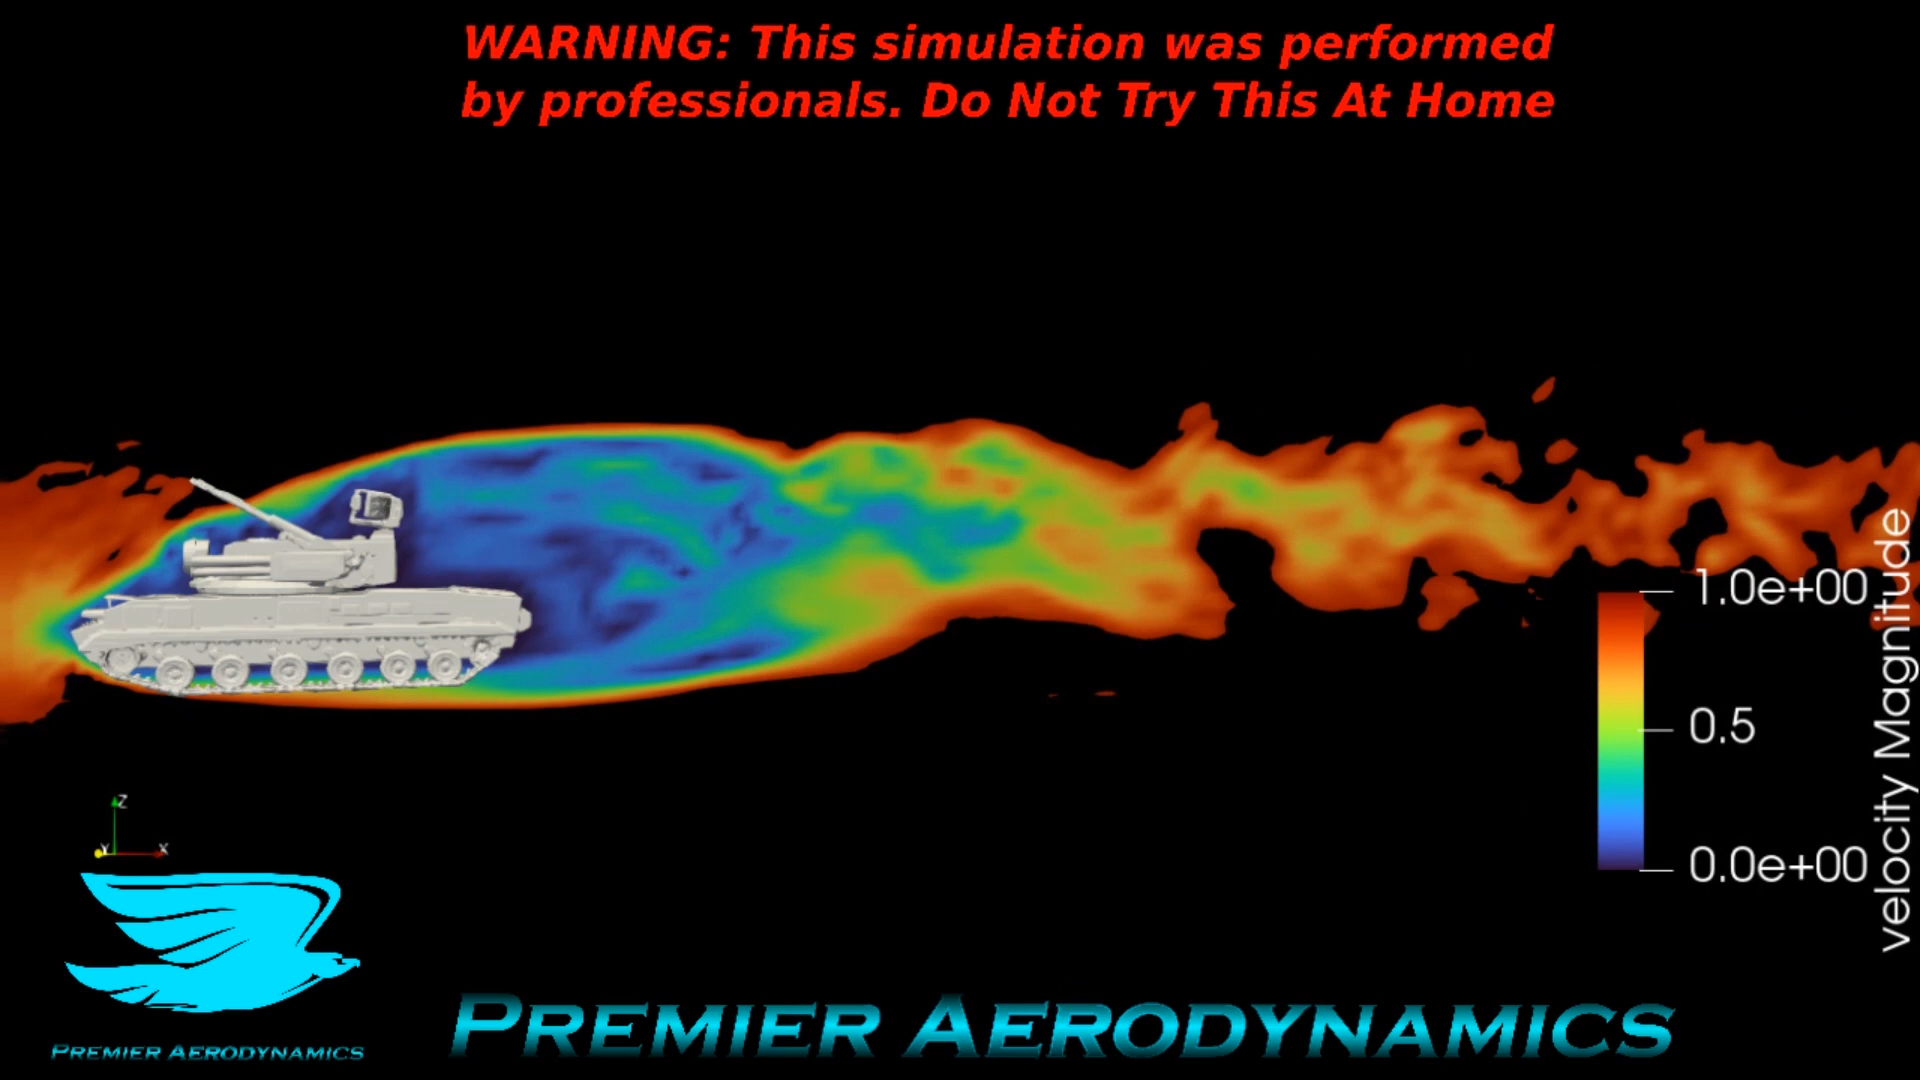 WARNING: This simulation was performed
by professionals. Do Not Try This At Home
1.0e+00
0.5
0.0e+00
velocity Magnitude
Z
Y
X
PREMIER AERODYNAMICS
PREMIER AERODYNAMICS